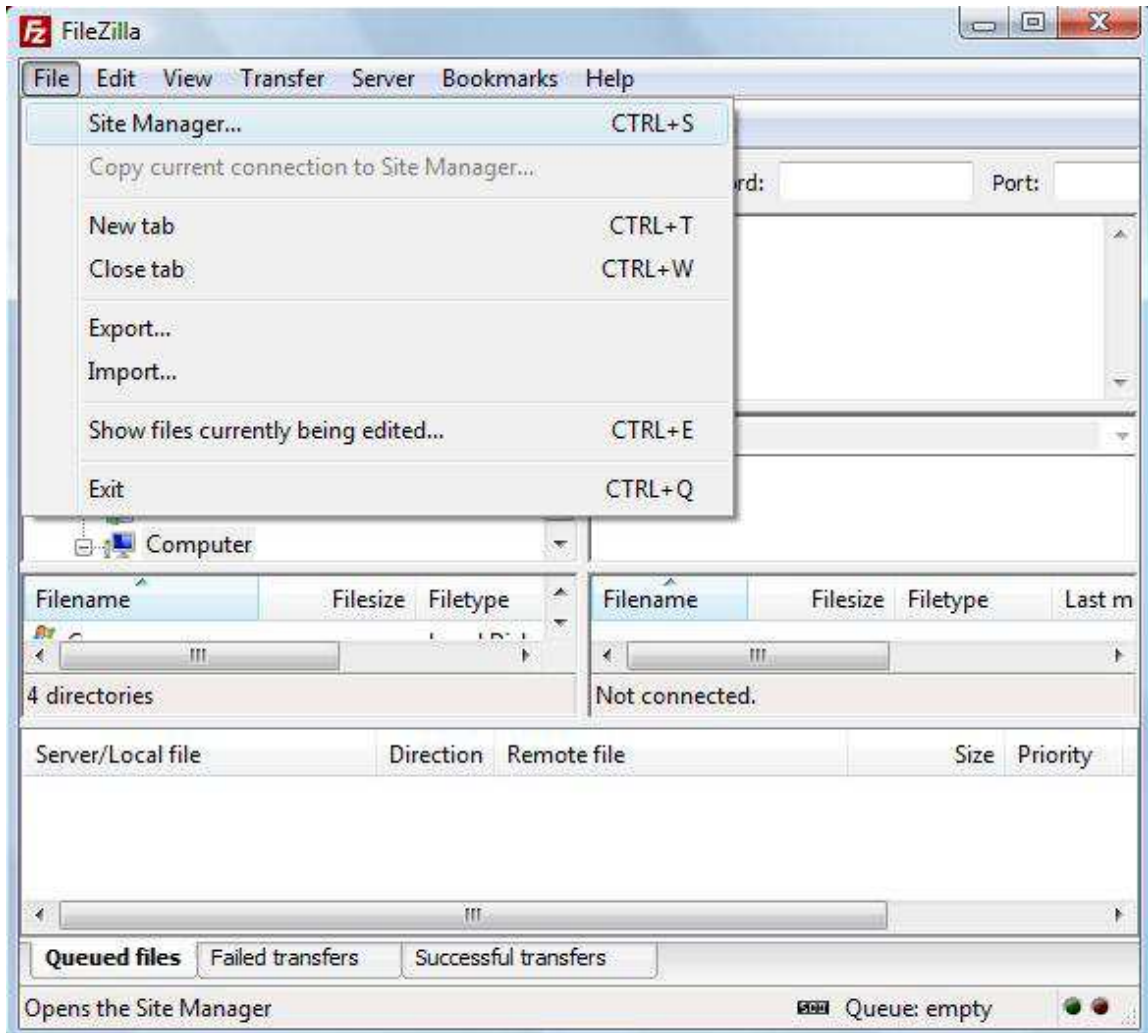 FileZilla
File Edit View Transfer Server Bookmarks Help
Site Manager... CTRL+S
Copy current connection to Site Manager...
rd: Port:
New tab CTRL+T
Close tab CTRL+W
Export...
Import...
Show files currently being edited... CTRL+E
Exit CTRL+Q
Computer
Filename Filesize Filetype Filename Filesize Filetype Last m
4 directories Not connected.
Server/Local file Direction Remote file Size Priority
Queued files Failed transfers Successful transfers
Opens the Site Manager Queue: empty